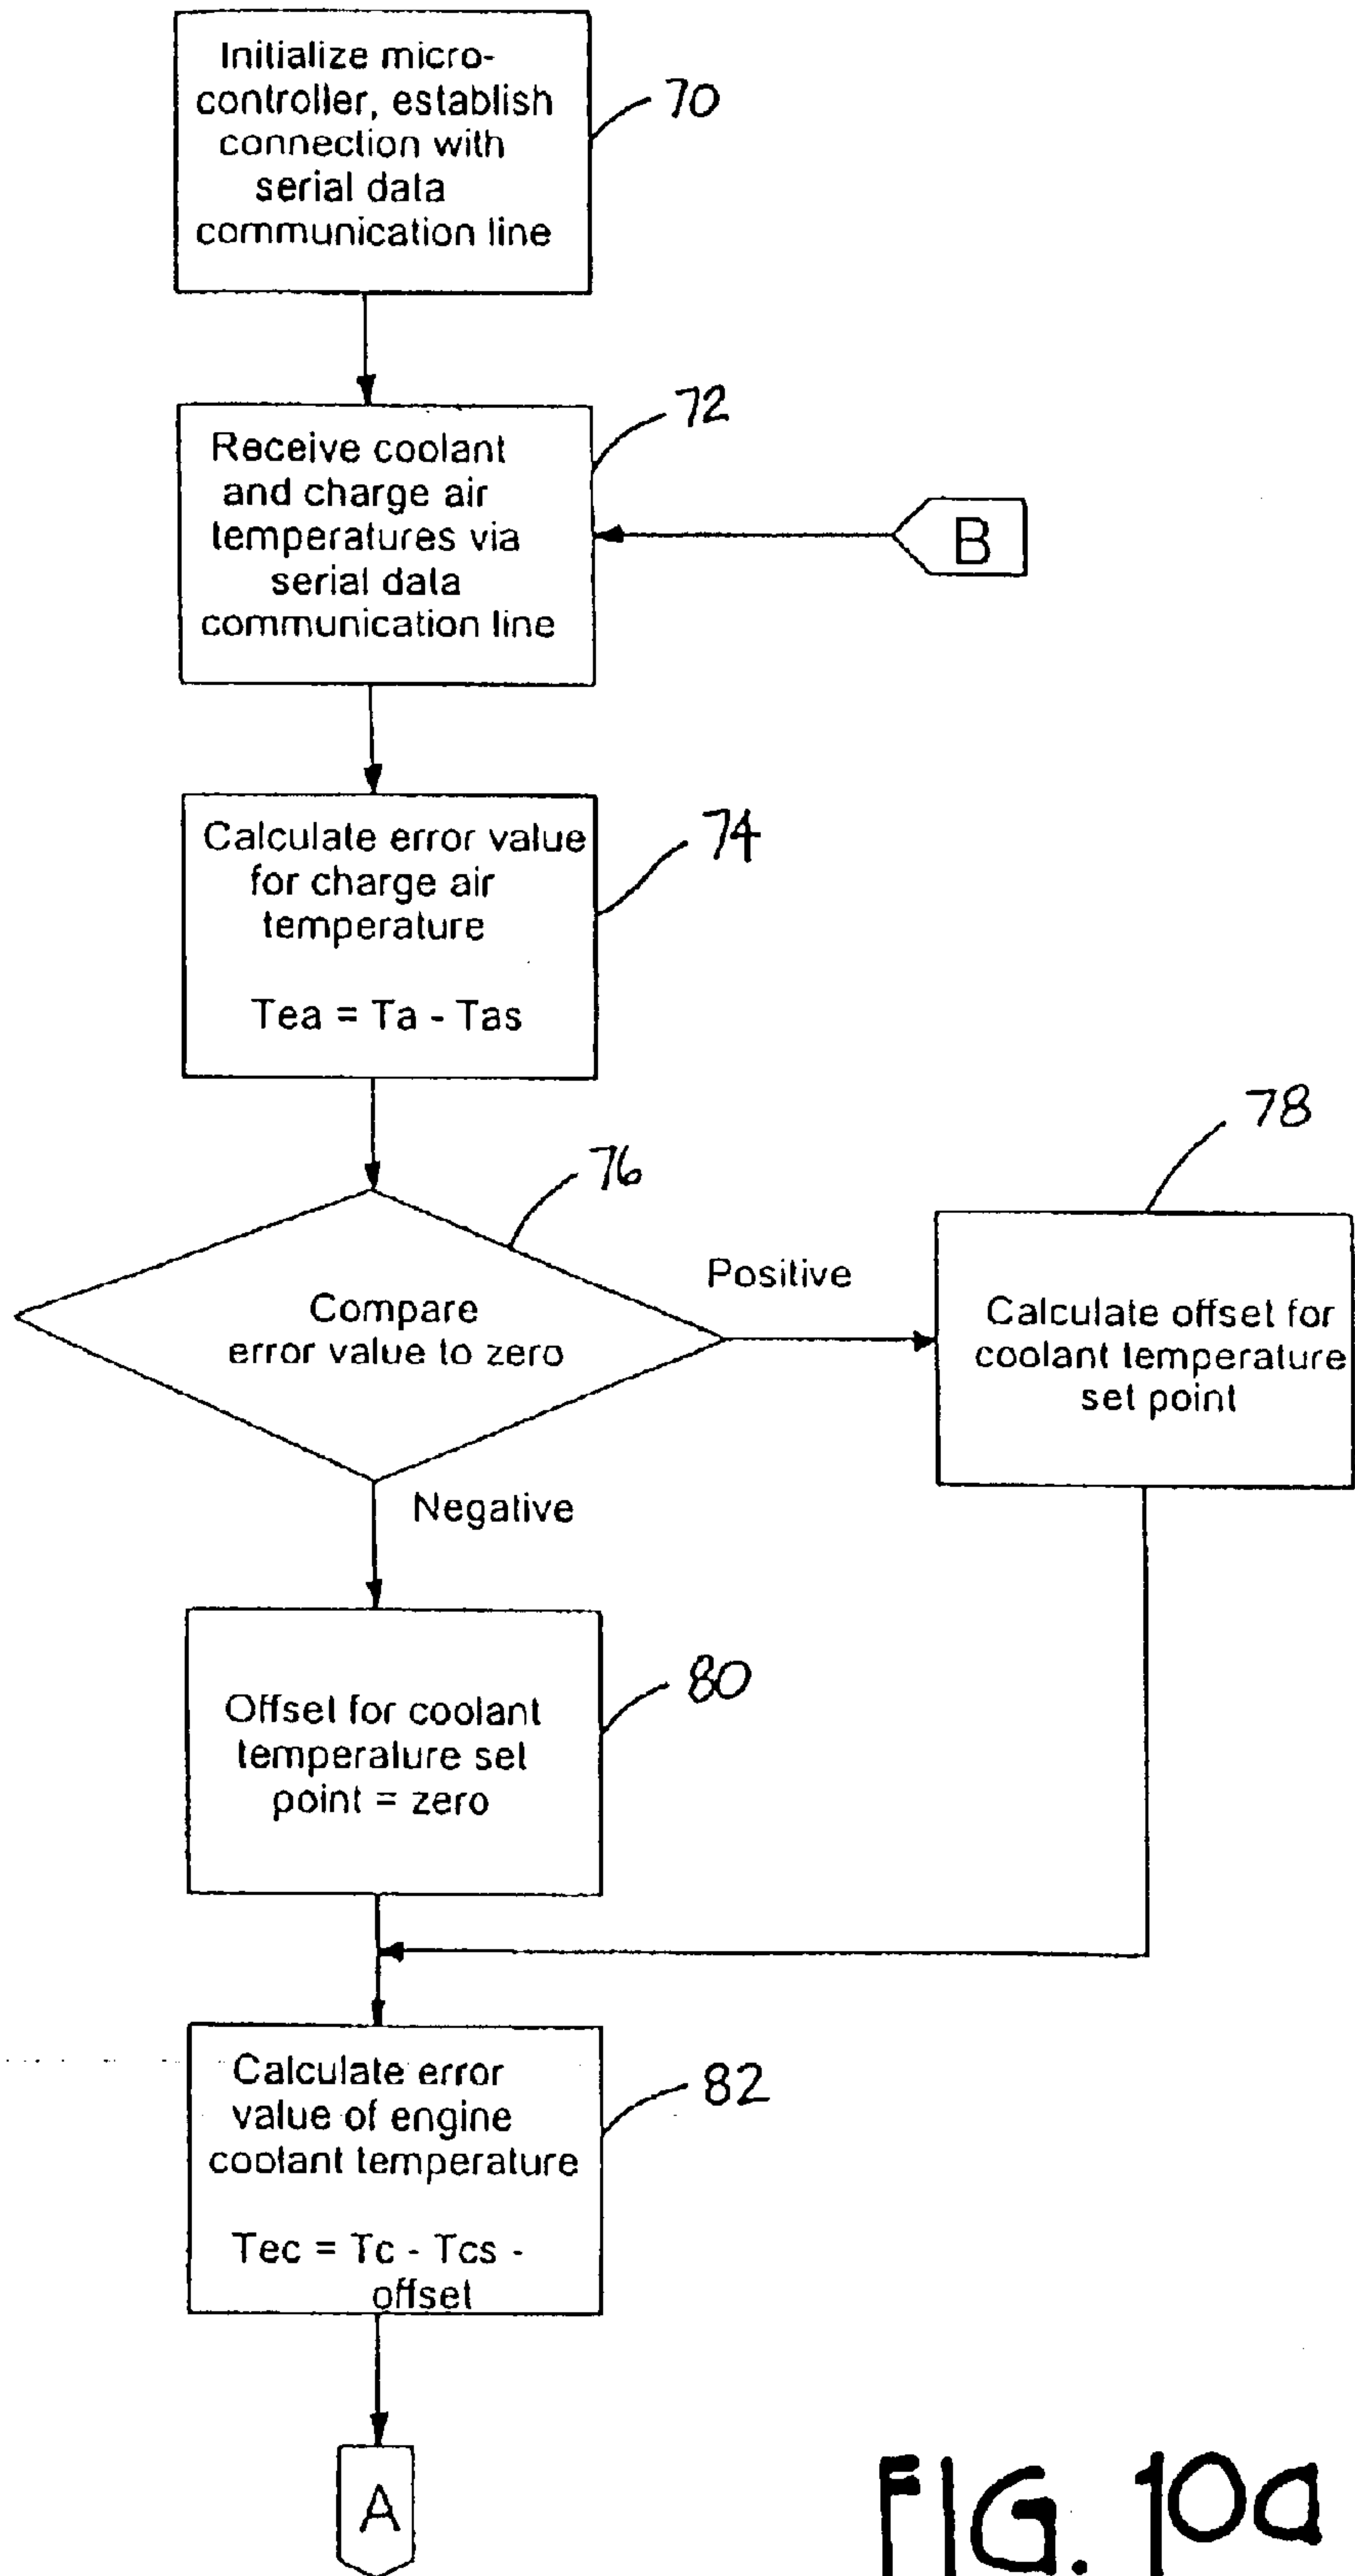 Initialize micro-
controller, establish
connection with
serial data
communication line
70
Receive coolant
and charge air
temperatures via
serial data
communication line
72
B
Calculate error value
for charge air
temperature
Tea = Ta - Tas
74
76
Compare
error value to zero
Positive
78
Calculate offset for
coolant temperature
set point
Negative
Offset for coolant
temperature set
point = zero
80
Calculate error
value of engine
coolant temperature
Tec = Tc - Tcs -
offset
82
A
FIG. 10a